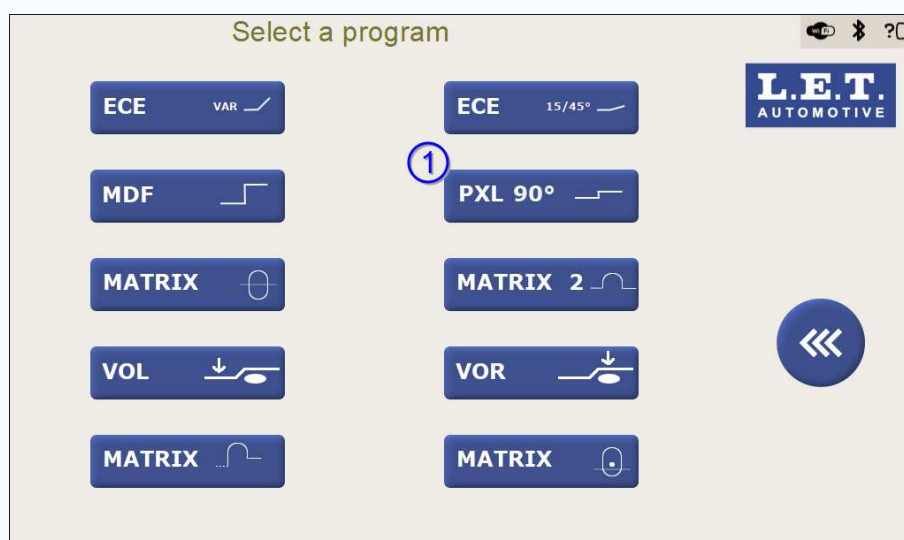 Select a program
WiFi ?
ECE VAR
ECE 15/45°
L.E.T.
AUTOMOTIVE
1
MDF
PXL 90°
MATRIX
MATRIX 2
VOL
VOR
MATRIX ...
MATRIX